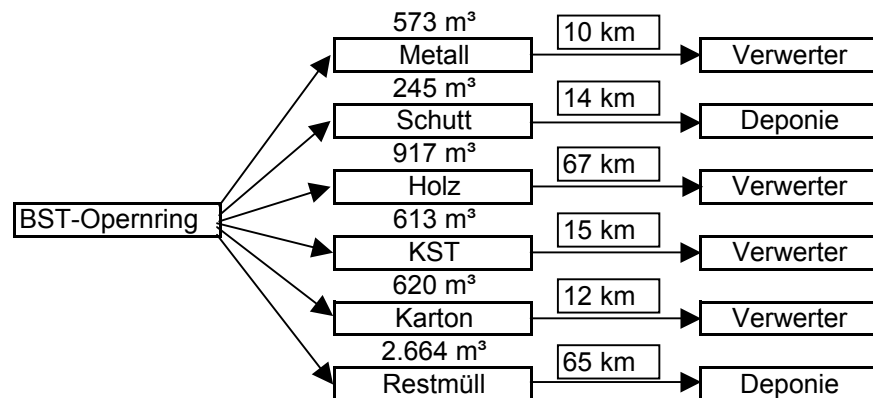 573 m³
10 km
Metall
Verwerter
245 m³
14 km
Schutt
Deponie
917 m³
67 km
Holz
Verwerter
BST-Opernring
613 m³
15 km
KST
Verwerter
620 m³
12 km
Karton
Verwerter
2.664 m³
65 km
Restmüll
Deponie